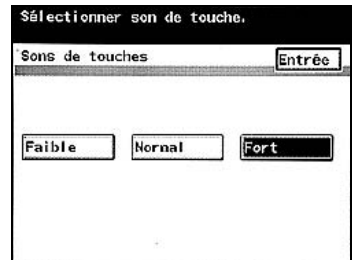 Sélectionner son de touche.
Sons de touches Entrée
Faible Normal Fort